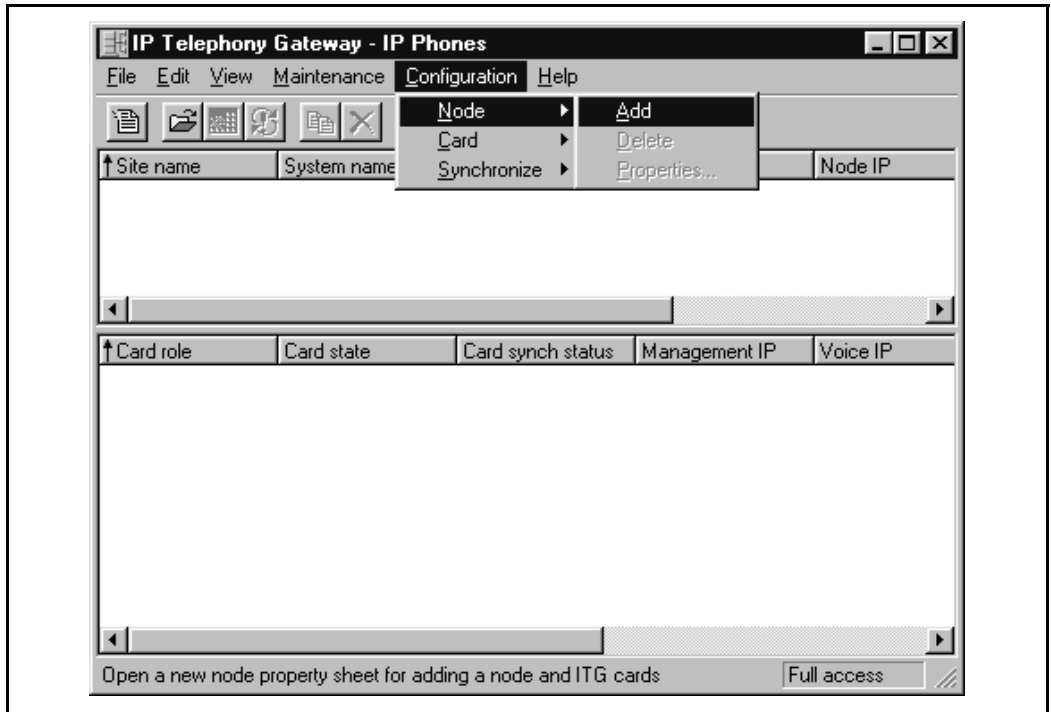 IP Telephony Gateway - IP Phones
File Edit View Maintenance Configuration Help
Node Add
Card Delete
Synchronize Properties...
Site name System name Node IP
Card role Card state Card synch status Management IP Voice IP
Open a new node property sheet for adding a node and ITG cards Full access